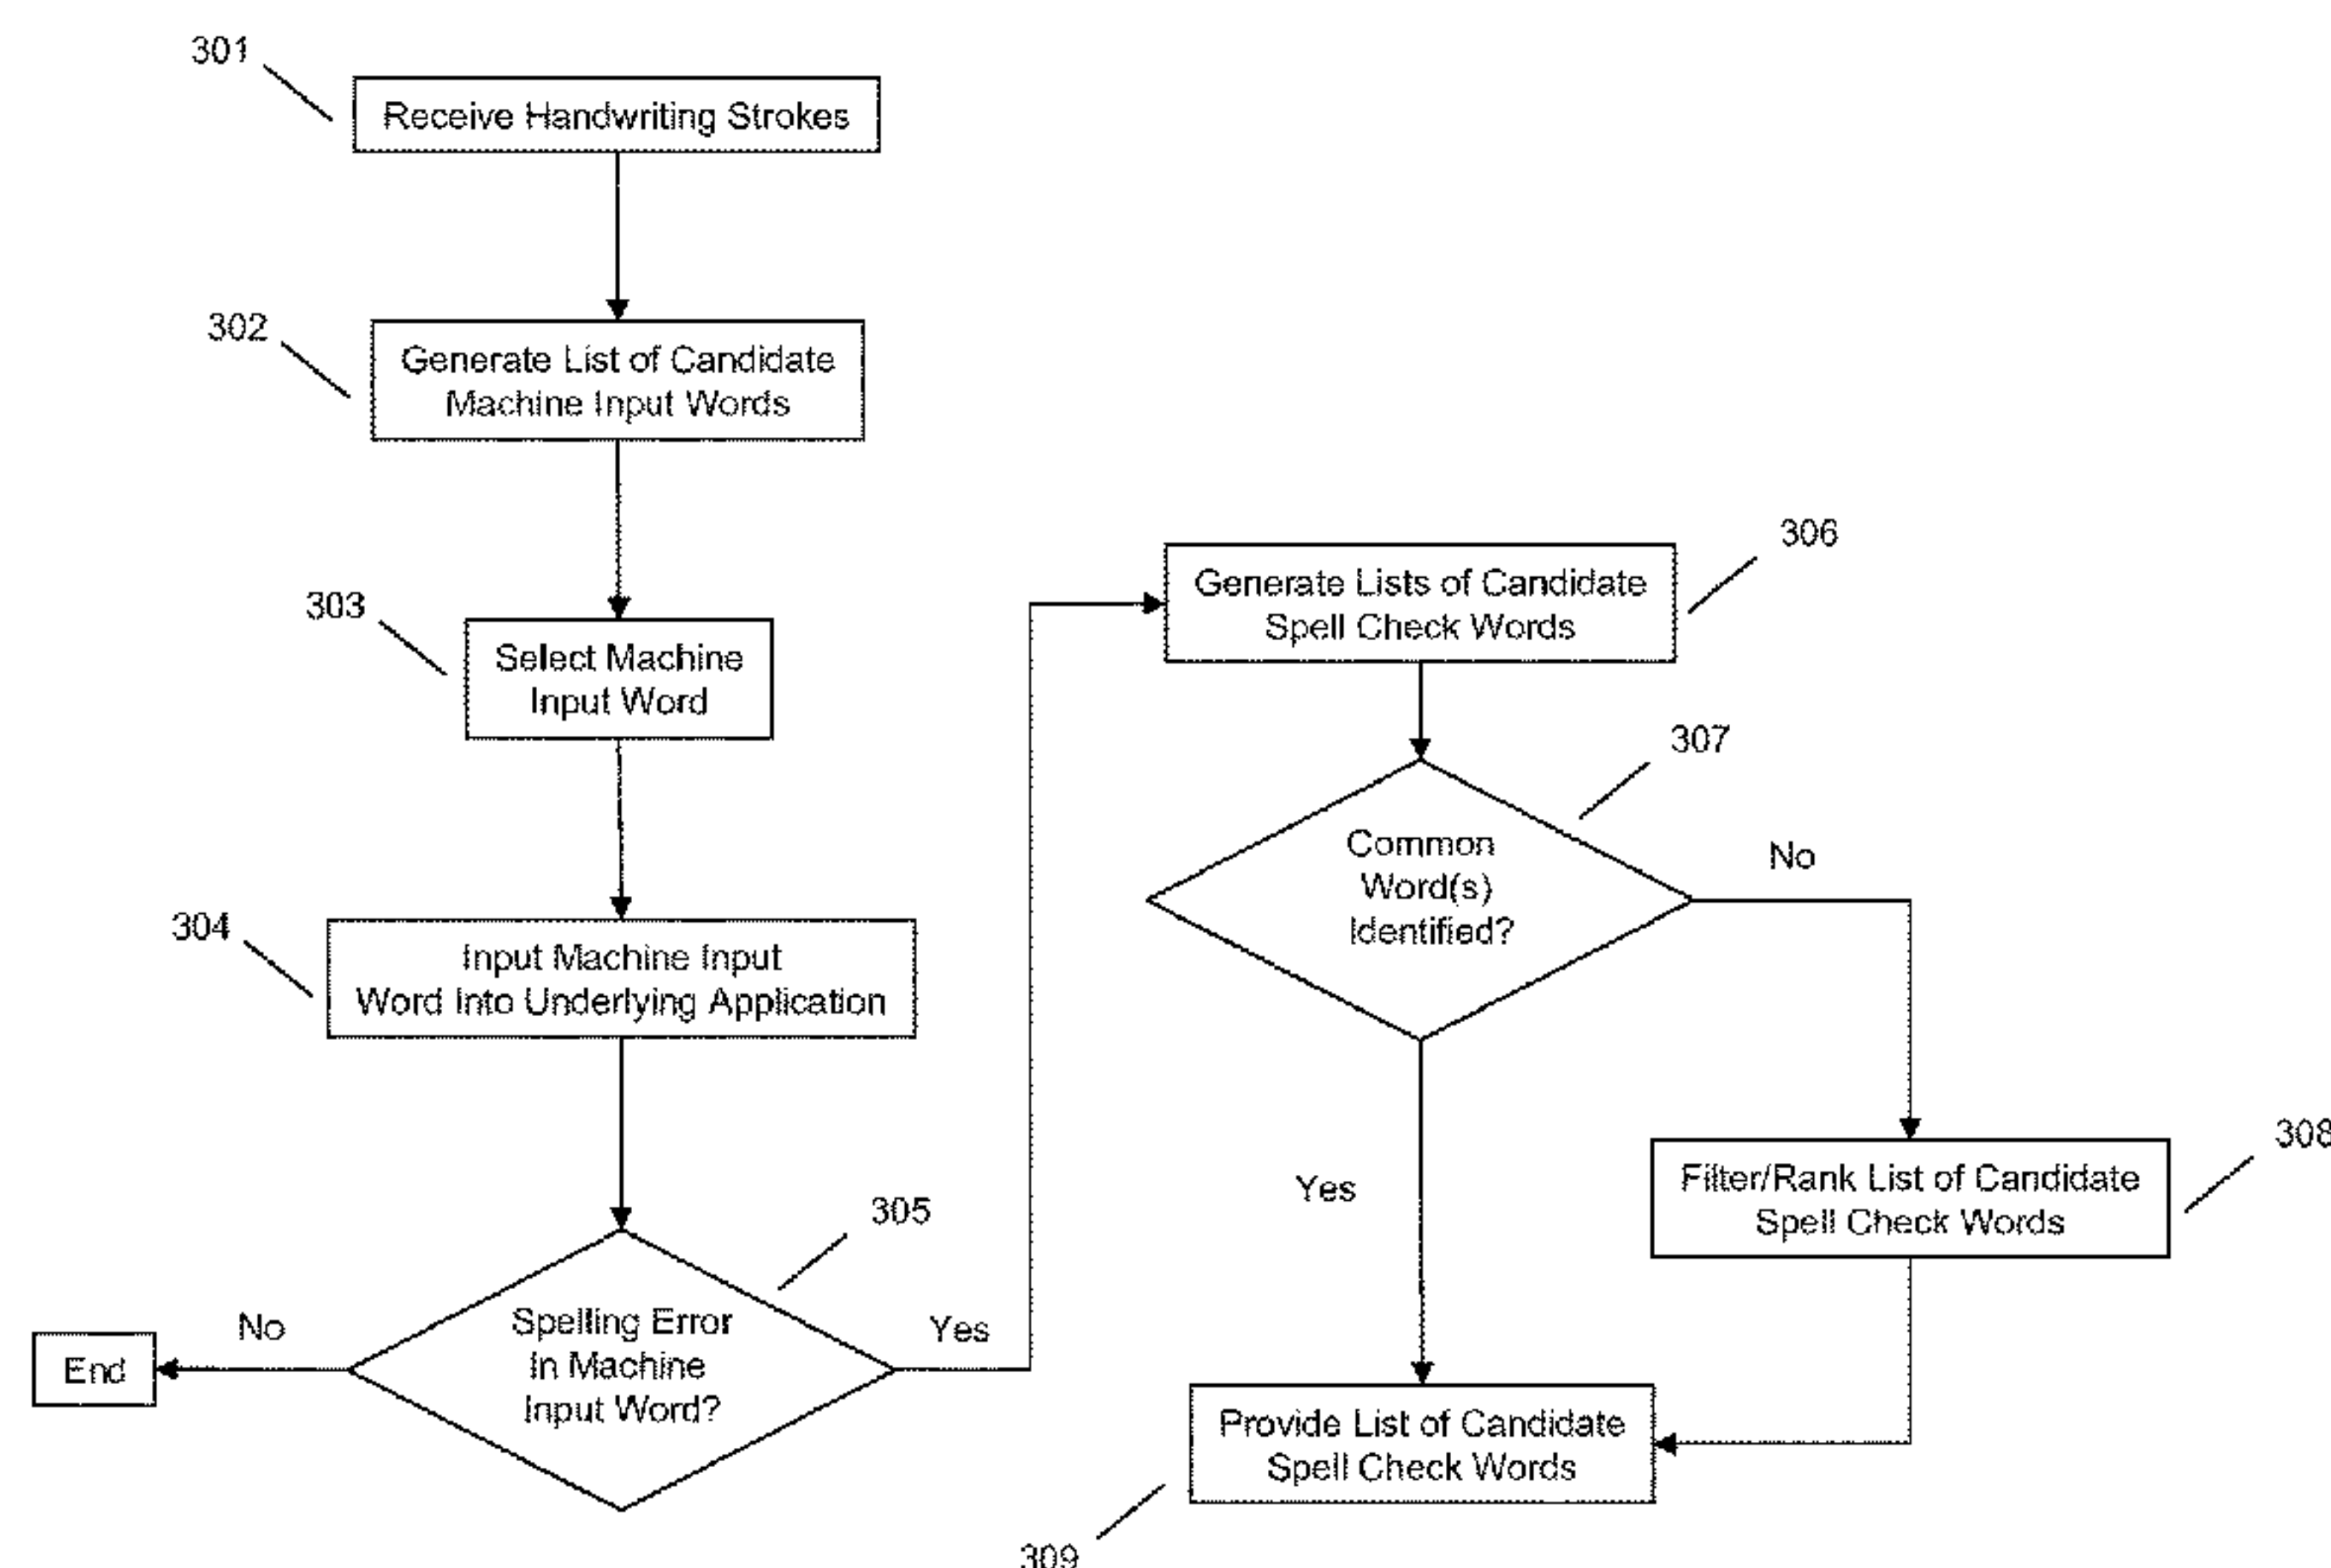 301
Receive Handwriting Strokes
302
Generate List of Candidate
Machine Input Words
303
Select Machine
Input Word
304
Input Machine Input
Word Into Underlying Application
305
Spelling Error
In Machine
Input Word?
No
End
Yes
306
Generate Lists of Candidate
Spell Check Words
307
Common
Word(s)
Identified?
No
Yes
308
Filter/Rank List of Candidate
Spell Check Words
Provide List of Candidate
Spell Check Words
309